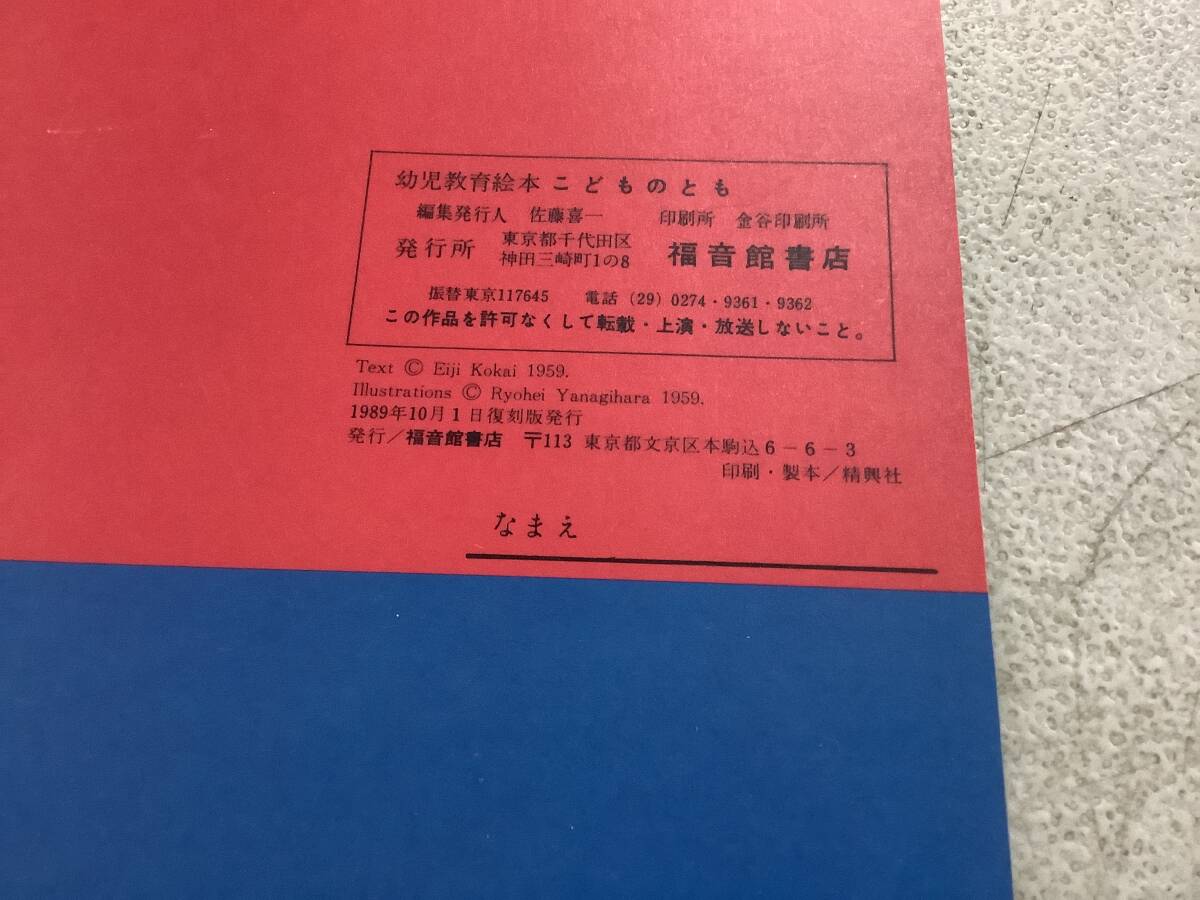 幼児教育絵本 こどものとも
編集発行人 佐藤喜一 印刷所 金谷印刷所
発行所 東京都千代田区 神田三崎町1の8 福音館書店
振替東京117645 電話 (29) 0274・9361・9362
この作品を許可なくして転載・上演・放送しないこと。
Text © Eiji Kokai 1959.
Illustrations © Ryohei Yanagihara 1959.
1989年10月1日復刻版発行
発行/福音館書店 〒113 東京都文京区本駒込6-6-3
印刷・製本/精興社
なまえ